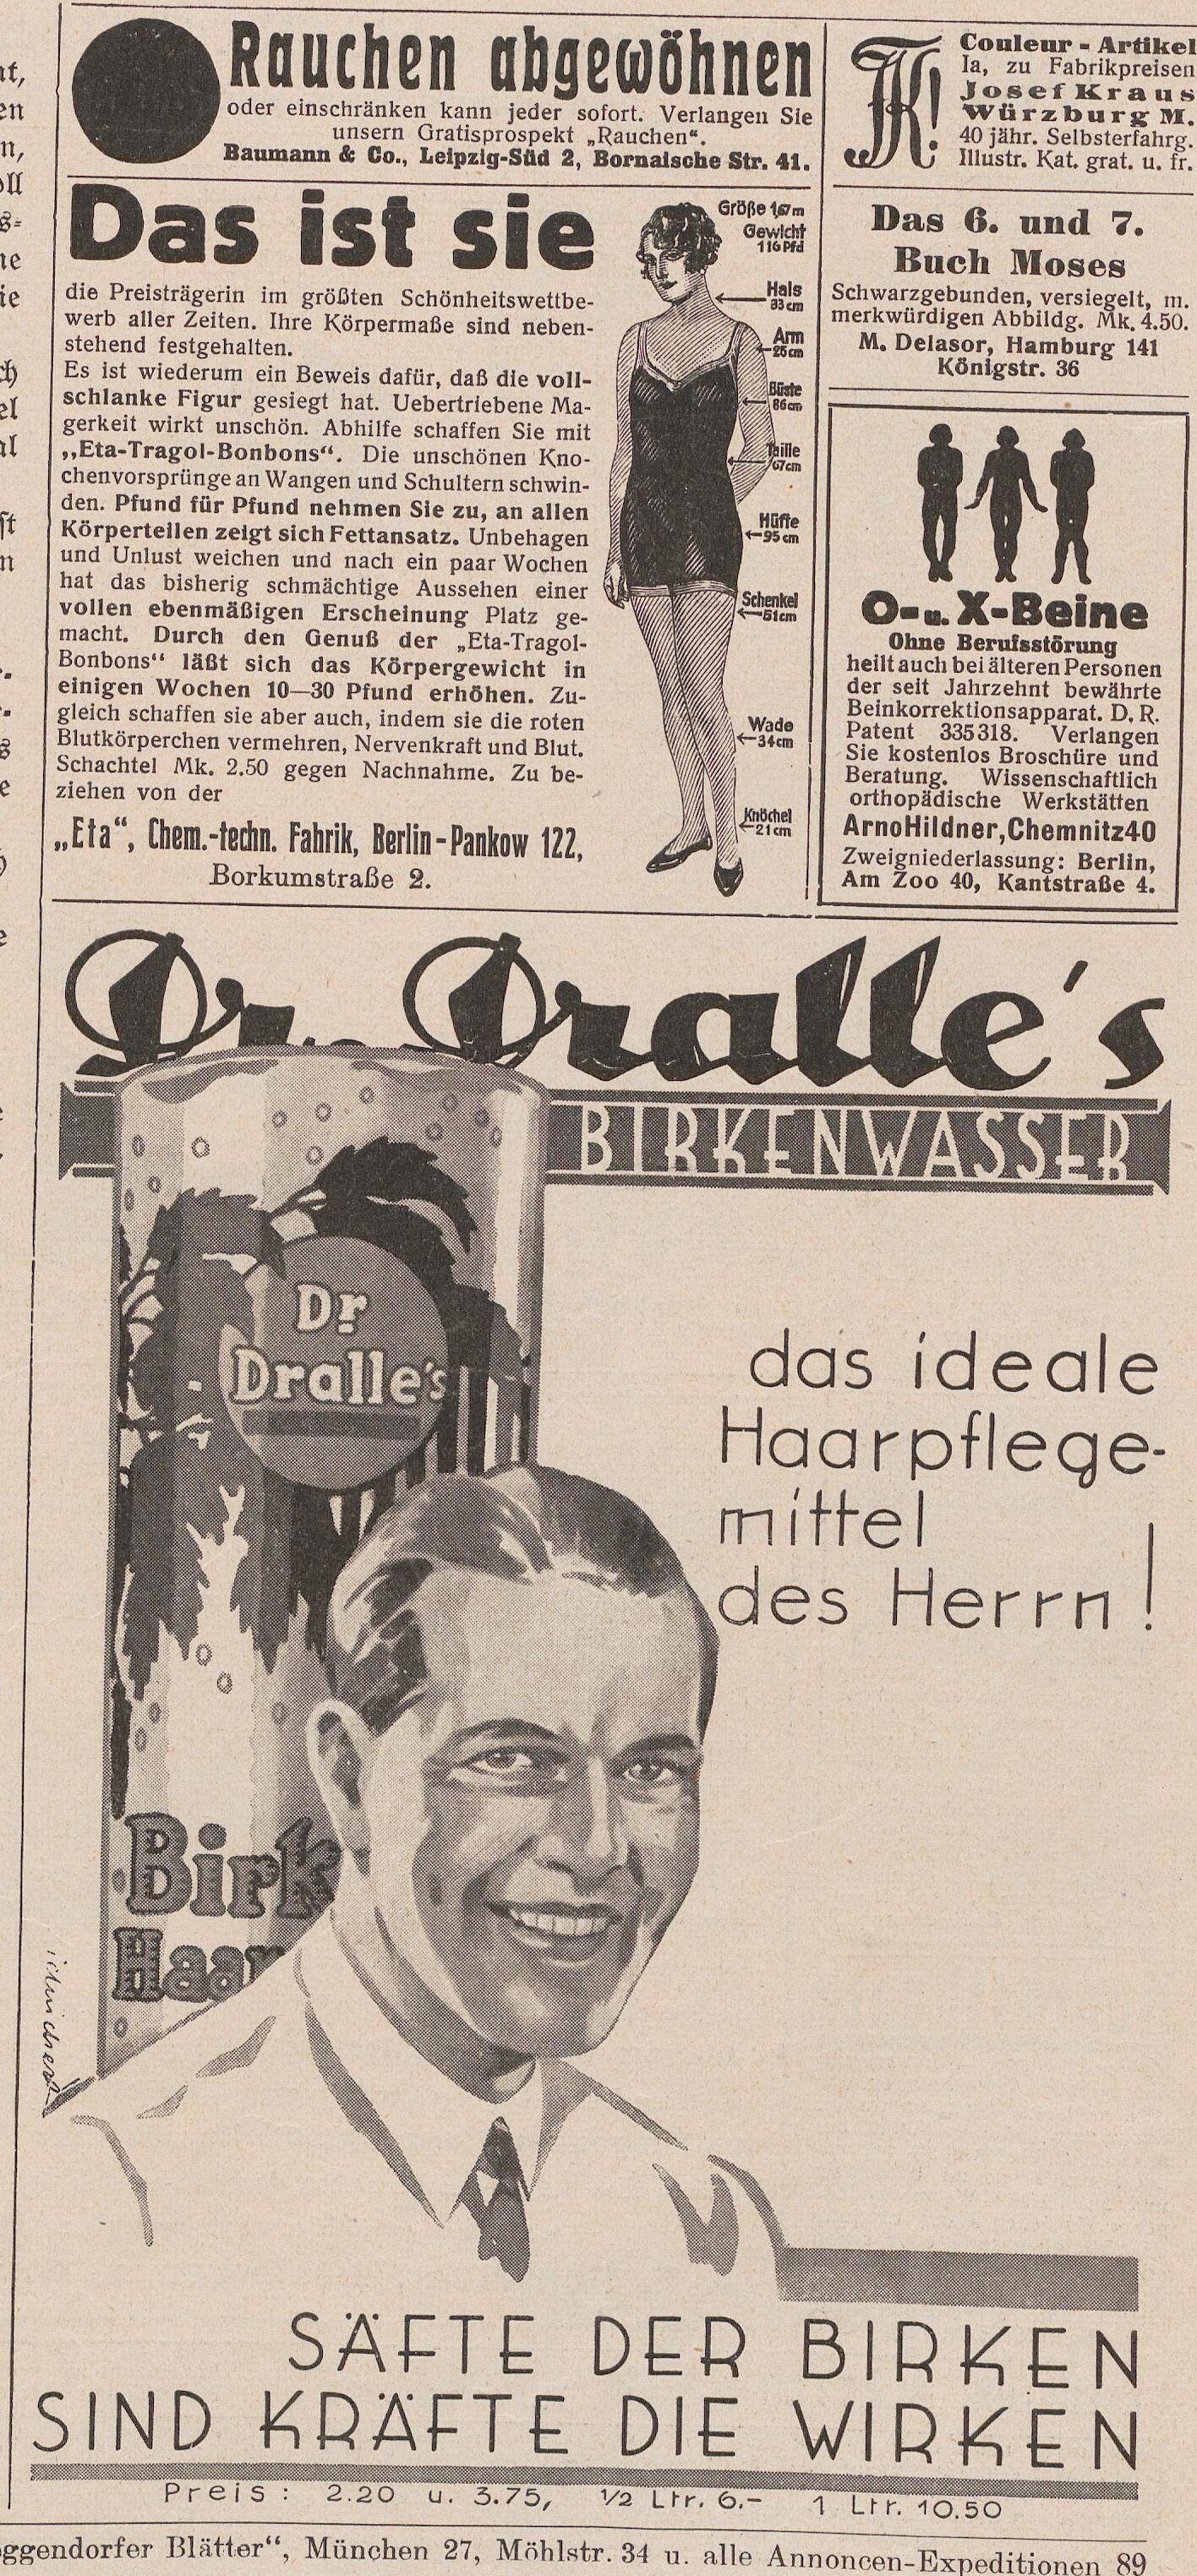 Rauchen abgewöhnen
oder einschränken kann jeder sofort. Verlangen Sie
unsern Gratisprospekt „Rauchen“.
Baumann & Co., Leipzig-Süd 2, Bornaische Str. 41.
K!
Couleur - Artikel
Ia, zu Fabrikpreisen
Josef Kraus
Würzburg M.
40 jähr. Selbsterfahrg.
Illustr. Kat. grat. u. fr.
Das ist sie
die Preisträgerin im größten Schönheitswettbe-
werb aller Zeiten. Ihre Körpermaße sind neben-
stehend festgehalten.
Es ist wiederum ein Beweis dafür, daß die voll-
schlanke Figur gesiegt hat. Uebertriebene Ma-
gerkeit wirkt unschön. Abhilfe schaffen Sie mit
„Eta-Tragol-Bonbons“. Die unschönen Kno-
chenvorsprünge an Wangen und Schultern schwin-
den. Pfund für Pfund nehmen Sie zu, an allen
Körperteilen zeigt sich Fettansatz. Unbehagen
und Unlust weichen und nach ein paar Wochen
hat das bisherig schmächtige Aussehen einer
vollen ebenmäßigen Erscheinung Platz ge-
macht. Durch den Genuß der „Eta-Tragol-
Bonbons“ läßt sich das Körpergewicht in
einigen Wochen 10—30 Pfund erhöhen. Zu-
gleich schaffen sie aber auch, indem sie die roten
Blutkörperchen vermehren, Nervenkraft und Blut.
Schachtel Mk. 2.50 gegen Nachnahme. Zu be-
ziehen von der
„Eta“, Chem.-techn. Fabrik, Berlin-Pankow 122,
Borkumstraße 2.
Größe 1,67 m
Gewicht
116 Pfd
Hals
33 cm
Arm
25 cm
Büste
86 cm
Taille
67 cm
Hüfte
95 cm
Schenkel
51 cm
Wade
34 cm
Knöchel
21 cm
Das 6. und 7.
Buch Moses
Schwarzgebunden, versiegelt, m.
merkwürdigen Abbildg. Mk. 4.50.
M. Delasor, Hamburg 141
Königstr. 36
O- u. X-Beine
Ohne Berufsstörung
heilt auch bei älteren Personen
der seit Jahrzehnt bewährte
Beinkorrektionsapparat. D. R.
Patent 335318. Verlangen
Sie kostenlos Broschüre und
Beratung. Wissenschaftlich
orthopädische Werkstätten
Arno Hildner, Chemnitz 40
Zweigniederlassung: Berlin,
Am Zoo 40, Kantstraße 4.
Dr. Dralle's
BIRKENWASSER
Dr
Dralle's
Birk
Haar
das ideale
Haarpflege-
mittel
des Herrn!
SÄFTE DER BIRKEN
SIND KRÄFTE DIE WIRKEN
Preis: 2.20 u. 3.75, 1/2 Ltr. 6.- 1 Ltr. 10.50
eggendorfer Blätter“, München 27, Möhlstr. 34 u. alle Annoncen-Expeditionen 89